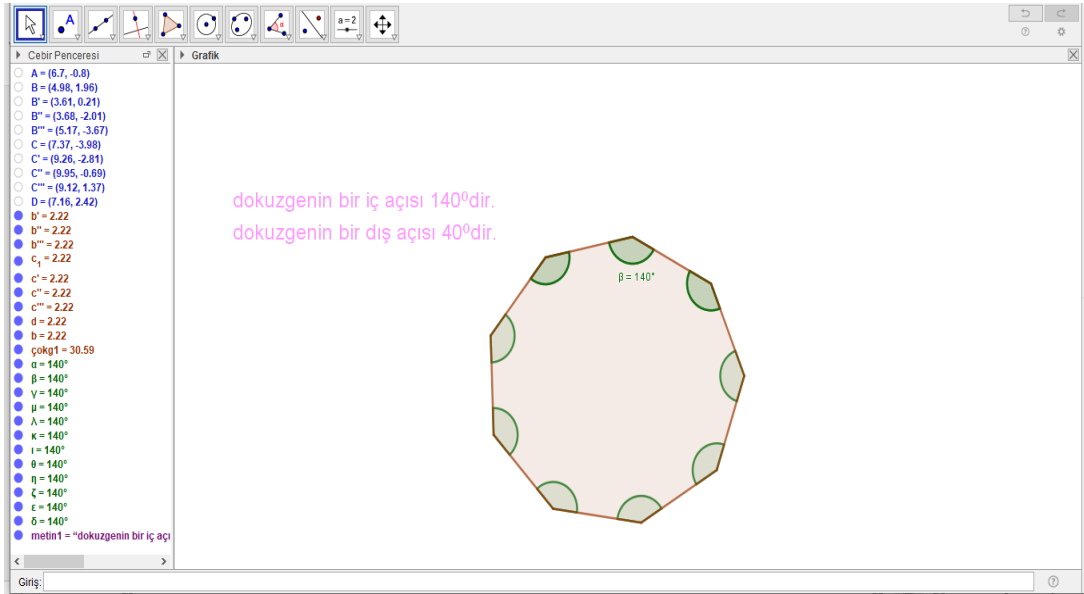 A
α
a=2
Cebir Penceresi
Grafik
A = (6.7, -0.8)
B = (4.98, 1.96)
B' = (3.61, 0.21)
B'' = (3.68, -2.01)
B''' = (5.17, -3.67)
C = (7.37, -3.98)
C' = (9.26, -2.81)
C'' = (9.95, -0.69)
C''' = (9.12, 1.37)
D = (7.16, 2.42)
b' = 2.22
b'' = 2.22
b''' = 2.22
c₁ = 2.22
c' = 2.22
c'' = 2.22
c''' = 2.22
d = 2.22
b = 2.22
çokg1 = 30.59
α = 140°
β = 140°
γ = 140°
μ = 140°
λ = 140°
κ = 140°
ι = 140°
θ = 140°
η = 140°
ζ = 140°
ε = 140°
δ = 140°
metin1 = “dokuzgenin bir iç açı
dokuzgenin bir iç açısı 140⁰dir.
dokuzgenin bir dış açısı 40⁰dir.
β = 140°
Giriş: